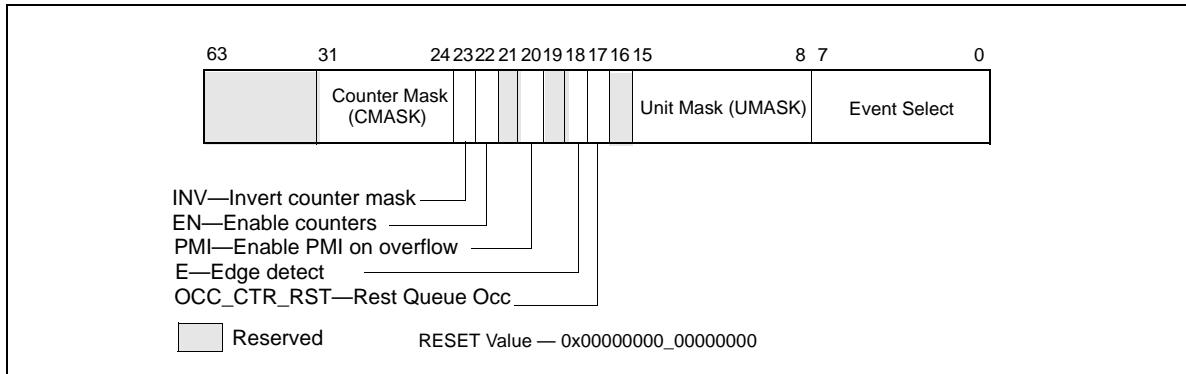 63 31 24 23 22 21 20 19 18 17 16 15 8 7 0
Counter Mask
(CMASK)
Unit Mask (UMASK)
Event Select
INV—Invert counter mask
EN—Enable counters
PMI—Enable PMI on overflow
E—Edge detect
OCC_CTR_RST—Rest Queue Occ
Reserved
RESET Value — 0x00000000_00000000